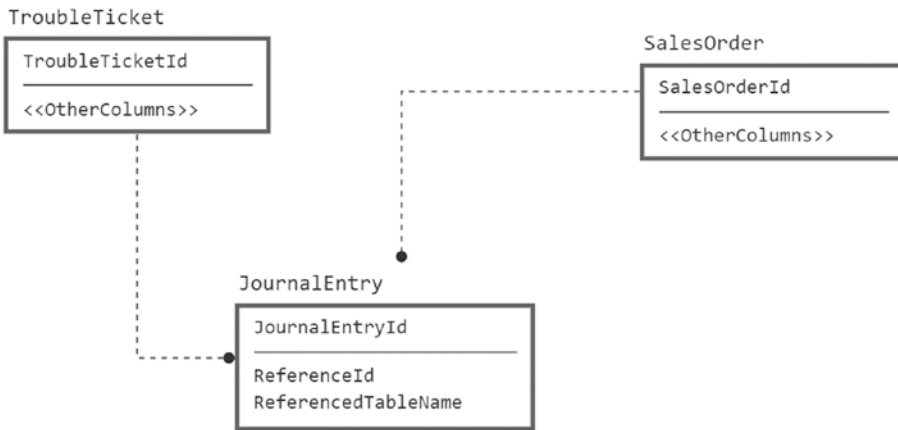 TroubleTicket
TroubleTicketId
<<OtherColumns>>
SalesOrder
SalesOrderId
<<OtherColumns>>
JournalEntry
JournalEntryId
ReferenceId
ReferencedTableName